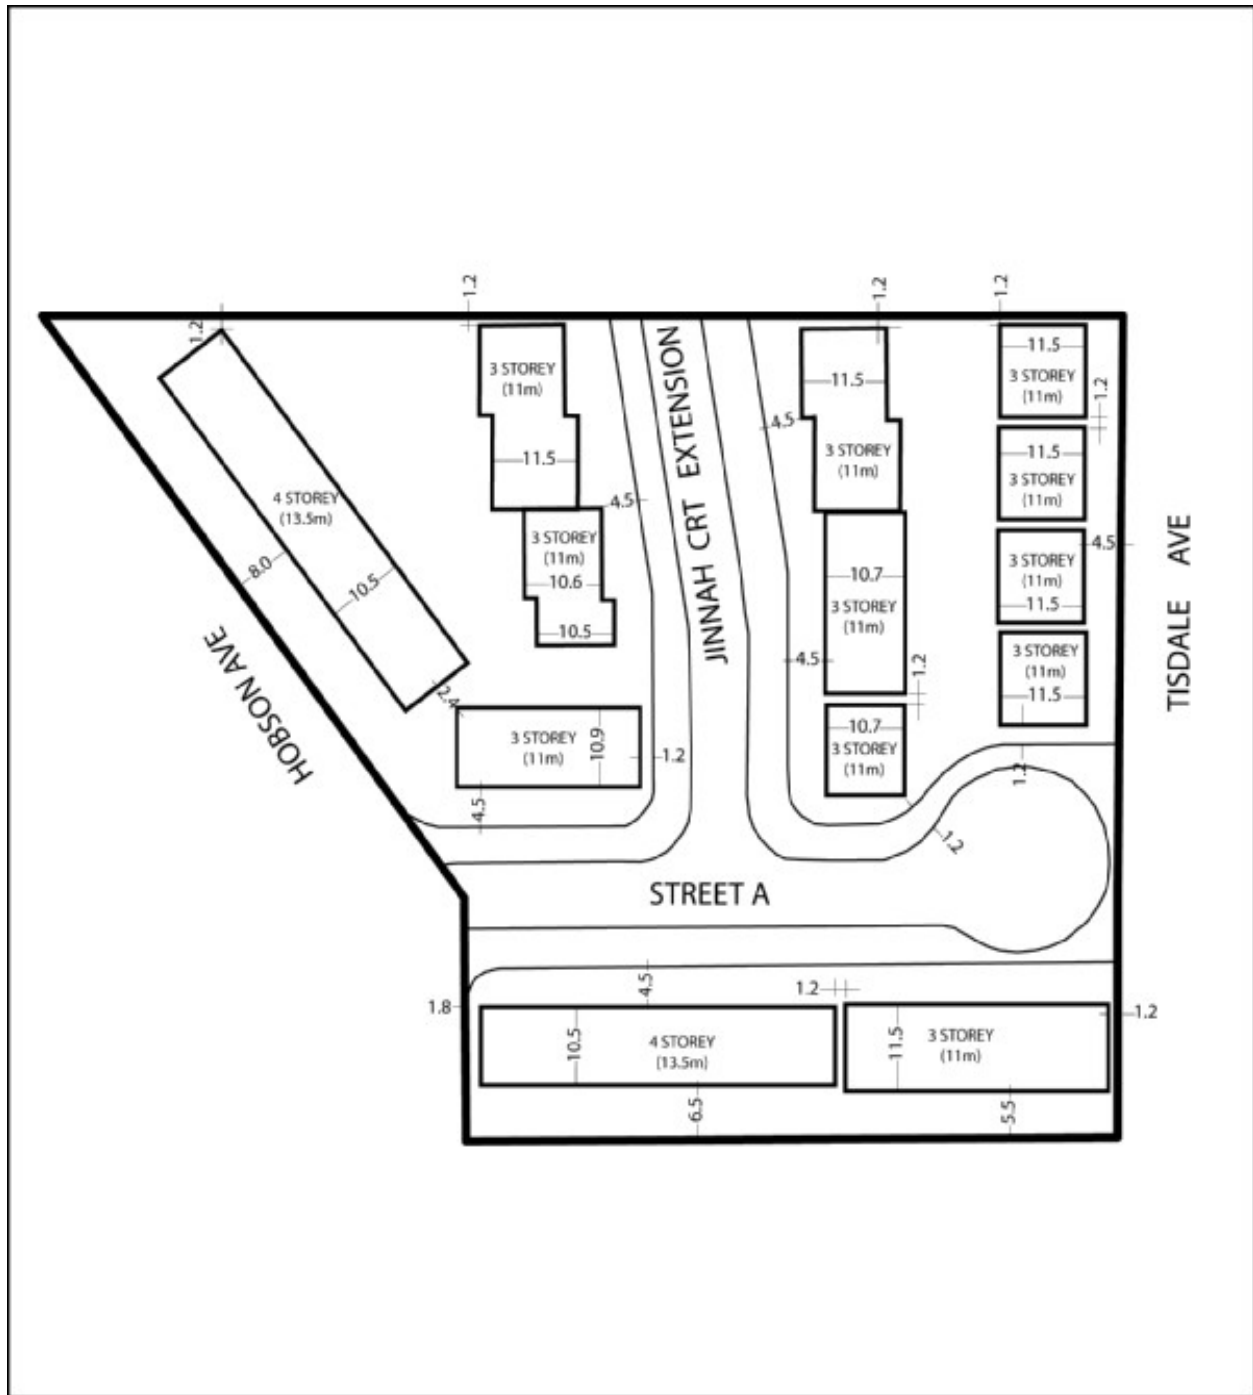 1.2
1.2
1.2
1.2
3 STOREY
(11m)
11.5
3 STOREY
(11m)
10.6
10.5
4 STOREY
(13.5m)
8.0
10.5
2.4
HOBSON AVE
3 STOREY
(11m)
10.9
1.2
4.5
4.5
JINNAH CRT EXTENSION
4.5
11.5
3 STOREY
(11m)
10.7
3 STOREY
(11m)
4.5
1.2
10.7
3 STOREY
(11m)
11.5
3 STOREY
(11m)
1.2
11.5
3 STOREY
(11m)
3 STOREY
(11m)
11.5
4.5
3 STOREY
(11m)
11.5
1.2
1.2
TISDALE AVE
STREET A
1.8
4.5
1.2
10.5
4 STOREY
(13.5m)
11.5
3 STOREY
(11m)
1.2
6.5
5.5